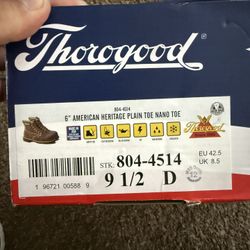 Thorogood
804-4514
6" AMERICAN HERITAGE PLAIN TOE NANO TOE
Thorogood
STK 804-4514
9 1/2 D
EU 42.5
UK 8.5
1 96721 00588 9